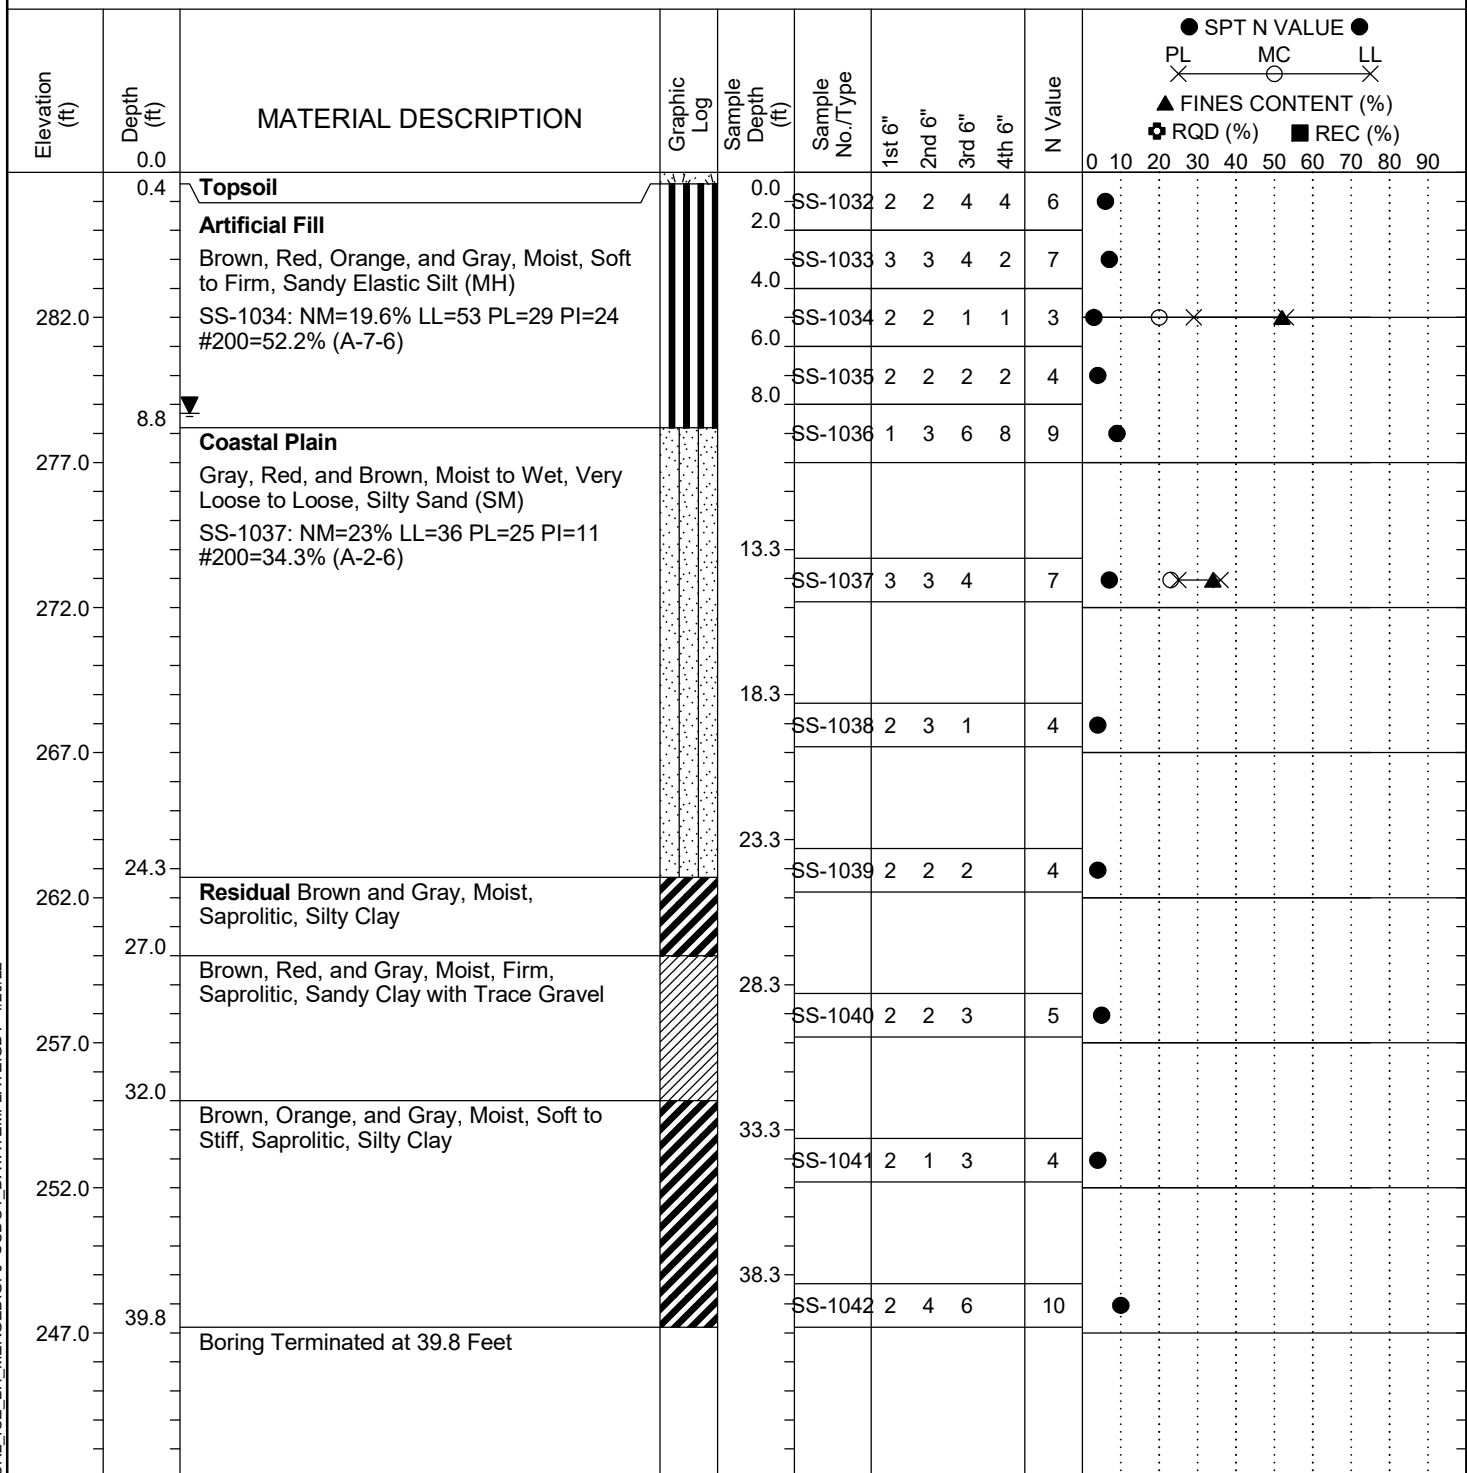 Elevation (ft)
Depth (ft)
0.0
MATERIAL DESCRIPTION
Graphic Log
Sample Depth (ft)
Sample No./Type
1st 6"
2nd 6"
3rd 6"
4th 6"
N Value
SPT N VALUE
PL MC LL
FINES CONTENT (%)
RQD (%) REC (%)
0 10 20 30 40 50 60 70 80 90
0.4
Topsoil
0.0
SS-1032 2 2 4 4 6
2.0
Artificial Fill
Brown, Red, Orange, and Gray, Moist, Soft
to Firm, Sandy Elastic Silt (MH)
SS-1033 3 3 4 2 7
4.0
282.0
SS-1034: NM=19.6% LL=53 PL=29 PI=24
#200=52.2% (A-7-6)
SS-1034 2 2 1 1 3
6.0
SS-1035 2 2 2 2 4
8.0
8.8
Coastal Plain
SS-1036 1 3 6 8 9
277.0
Gray, Red, and Brown, Moist to Wet, Very
Loose to Loose, Silty Sand (SM)
SS-1037: NM=23% LL=36 PL=25 PI=11
#200=34.3% (A-2-6)
13.3
SS-1037 3 3 4 7
272.0
18.3
SS-1038 2 3 1 4
267.0
23.3
24.3
SS-1039 2 2 2 4
262.0
Residual Brown and Gray, Moist,
Saprolitic, Silty Clay
27.0
Brown, Red, and Gray, Moist, Firm,
Saprolitic, Sandy Clay with Trace Gravel
28.3
SS-1040 2 2 3 5
257.0
32.0
Brown, Orange, and Gray, Moist, Soft to
Stiff, Saprolitic, Silty Clay
33.3
SS-1041 2 1 3 4
252.0
38.3
SS-1042 2 4 6 10
39.8
247.0
Boring Terminated at 39.8 Feet